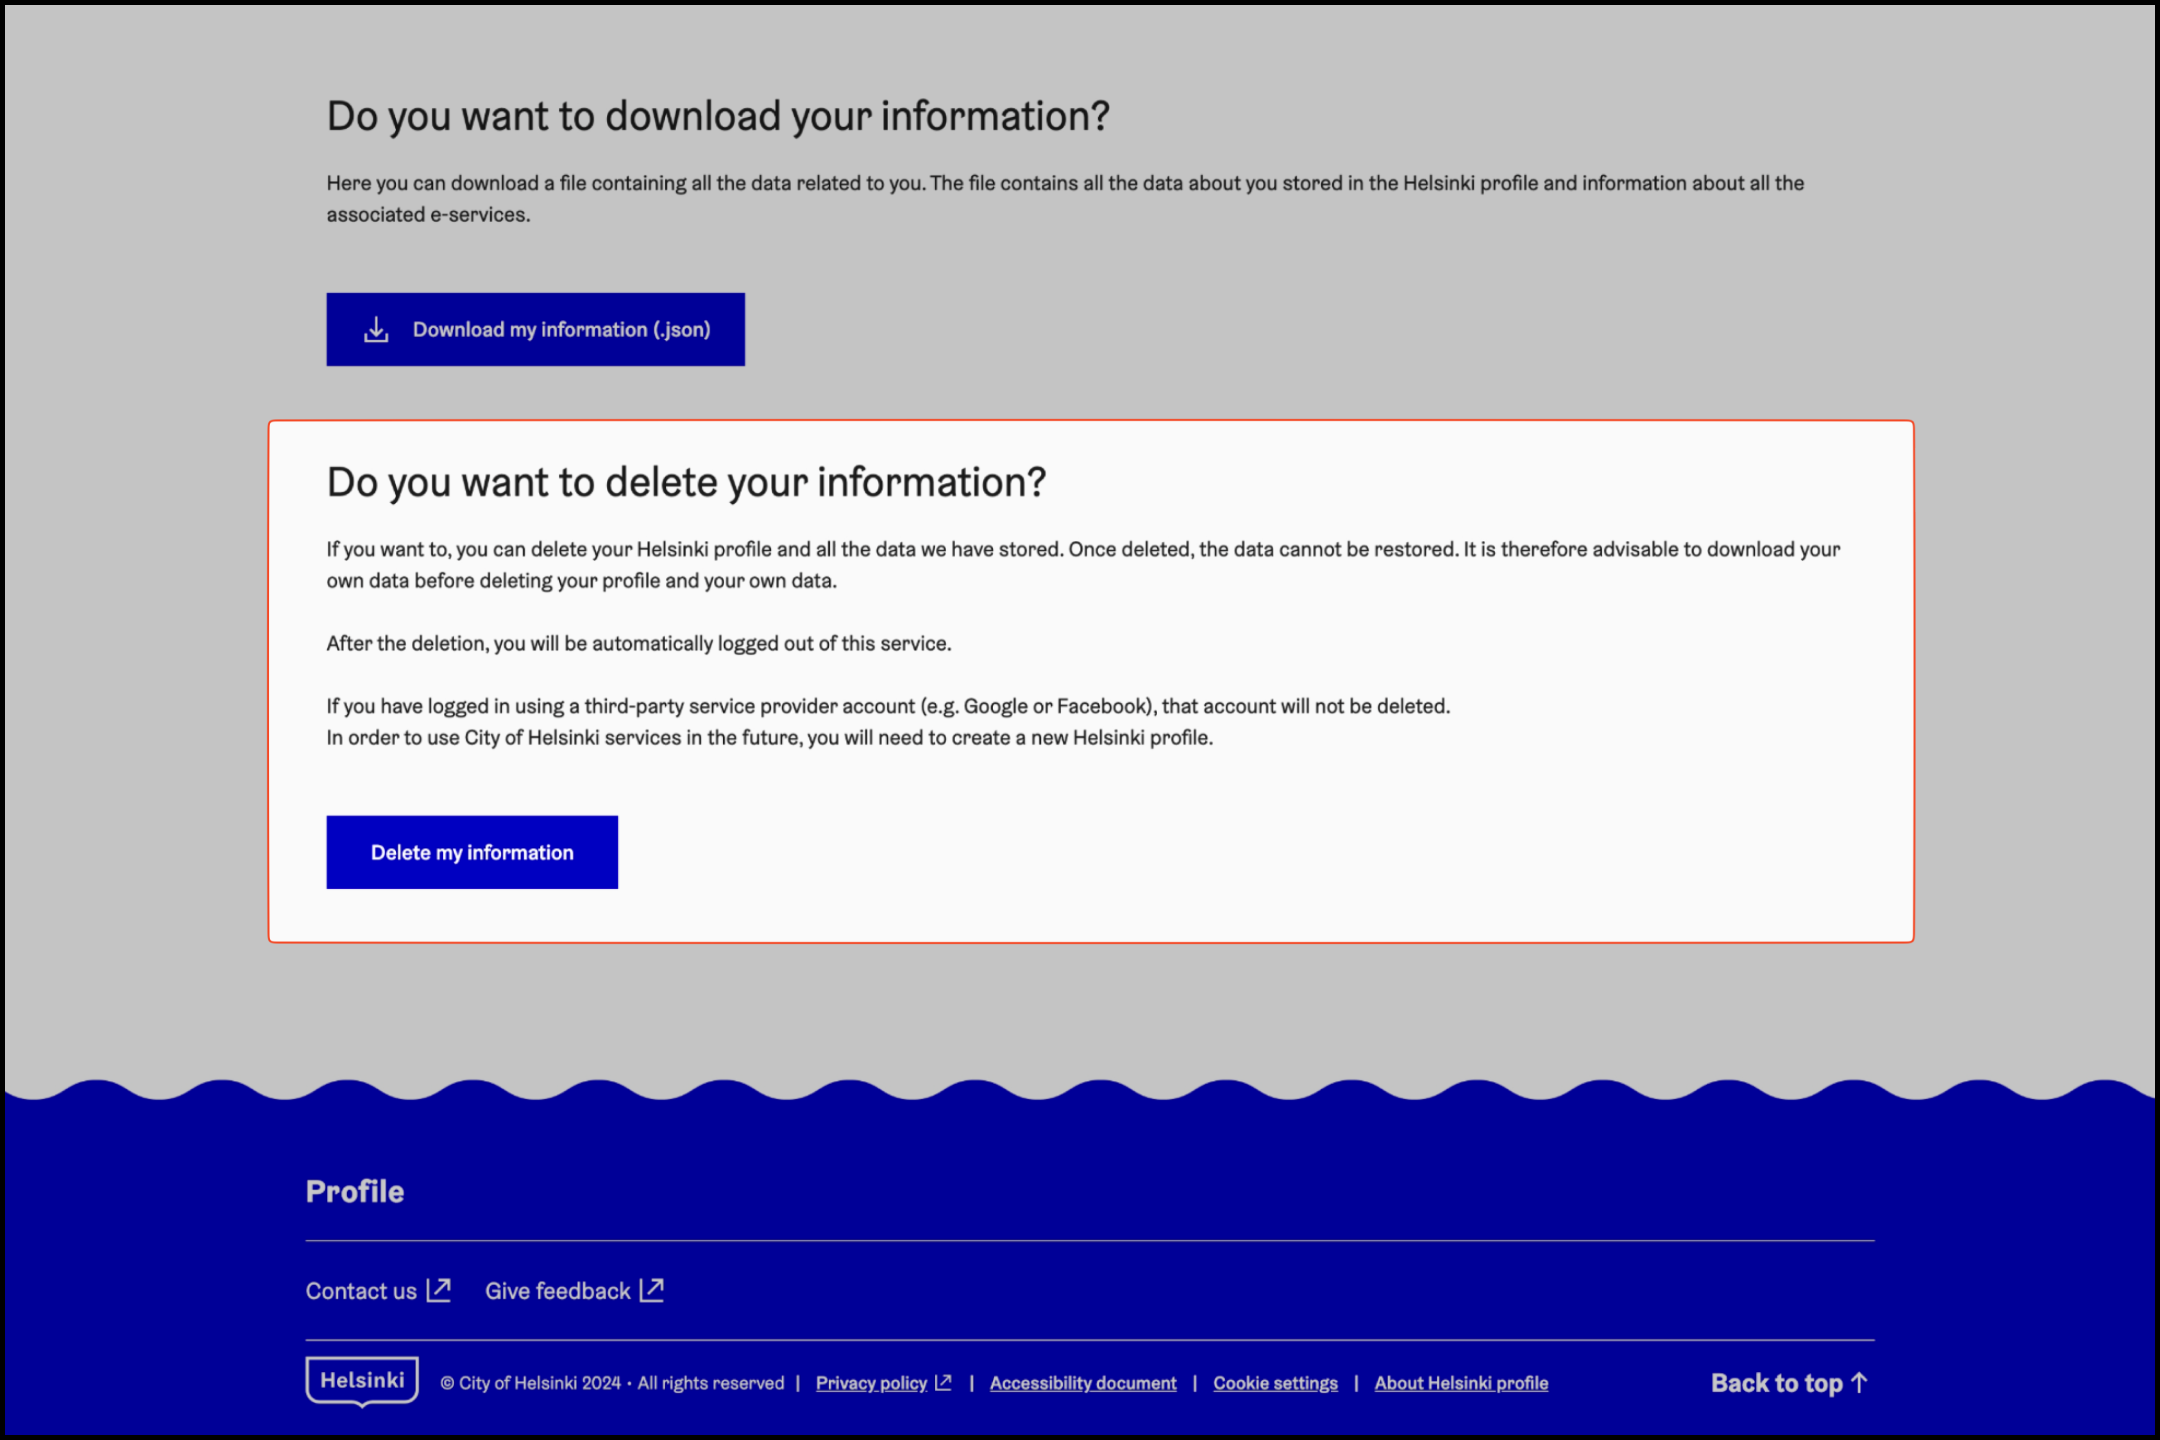 Do you want to download your information?
Here you can download a file containing all the data related to you. The file contains all the data about you stored in the Helsinki profile and information about all the
associated e-services.
Download my information (.json)
Do you want to delete your information?
If you want to, you can delete your Helsinki profile and all the data we have stored. Once deleted, the data cannot be restored. It is therefore advisable to download your
own data before deleting your profile and your own data.
After the deletion, you will be automatically logged out of this service.
If you have logged in using a third-party service provider account (e.g. Google or Facebook), that account will not be deleted.
In order to use City of Helsinki services in the future, you will need to create a new Helsinki profile.
Delete my information
Profile
Contact us Give feedback
Helsinki © City of Helsinki 2024 • All rights reserved | Privacy policy | Accessibility document | Cookie settings | About Helsinki profile Back to top ↑